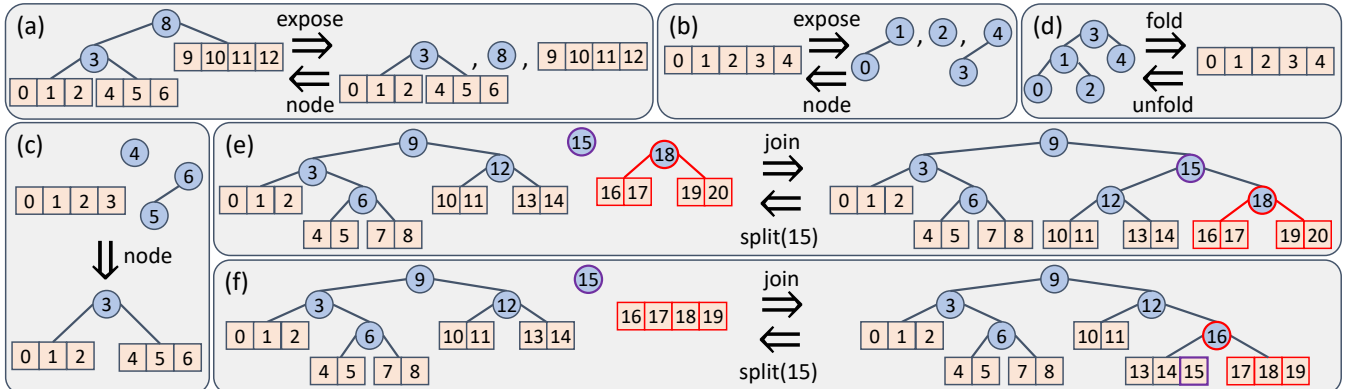 (a)
8
expose
3
9 10 11 12
3 , 8 , 9 10 11 12
0 1 2 4 5 6
node
0 1 2 4 5 6
(b)
expose
0 1 2 3 4
1 , 2 , 4
0 3
node
(d)
3
fold
1 4
0 1 2 3 4
0 2
unfold
(c)
4
6
0 1 2 3
5
node
3
0 1 2 4 5 6
(e)
9
15
3 12
18
0 1 2 6 10 11 13 14
16 17 19 20
4 5 7 8
join
split(15)
9
3 15
0 1 2 6 12 18
4 5 7 8 10 11 13 14 16 17 19 20
(f)
9
15
3 12
16 17 18 19
0 1 2 6 10 11 13 14
4 5 7 8
join
split(15)
9
3 12
0 1 2 6 10 11 16
4 5 7 8 13 14 15 17 18 19